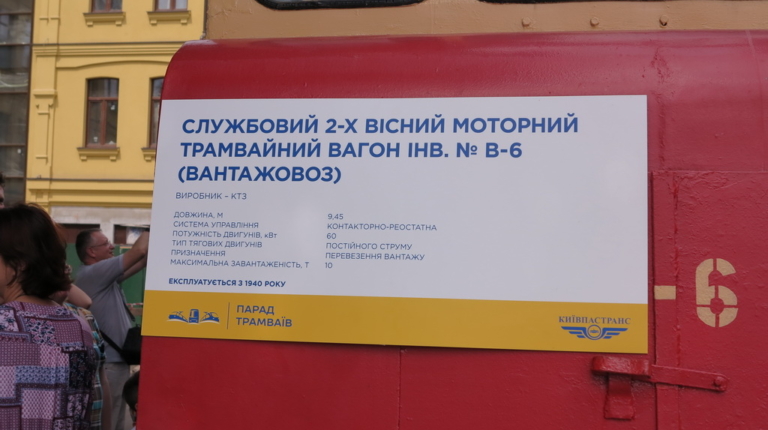 СЛУЖБОВИЙ 2-Х ВІСНИЙ МОТОРНИЙ
ТРАМВАЙНИЙ ВАГОН ІНВ. № В-6
(ВАНТАЖОВОЗ)
ВИРОБНИК – КТЗ
ДОВЖИНА, М 9,45
СИСТЕМА УПРАВЛІННЯ КОНТАКТОРНО-РЕОСТАТНА
ПОТУЖНІСТЬ ДВИГУНІВ, кВт 60
ТИП ТЯГОВИХ ДВИГУНІВ ПОСТІЙНОГО СТРУМУ
ПРИЗНАЧЕННЯ ПЕРЕВЕЗЕННЯ ВАНТАЖУ
МАКСИМАЛЬНА ЗАВАНТАЖЕНІСТЬ, Т 10
ЕКСПЛУАТУЄТЬСЯ З 1940 РОКУ
ПАРАД
ТРАМВАЇВ
КИЇВПАСТРАНС
-6